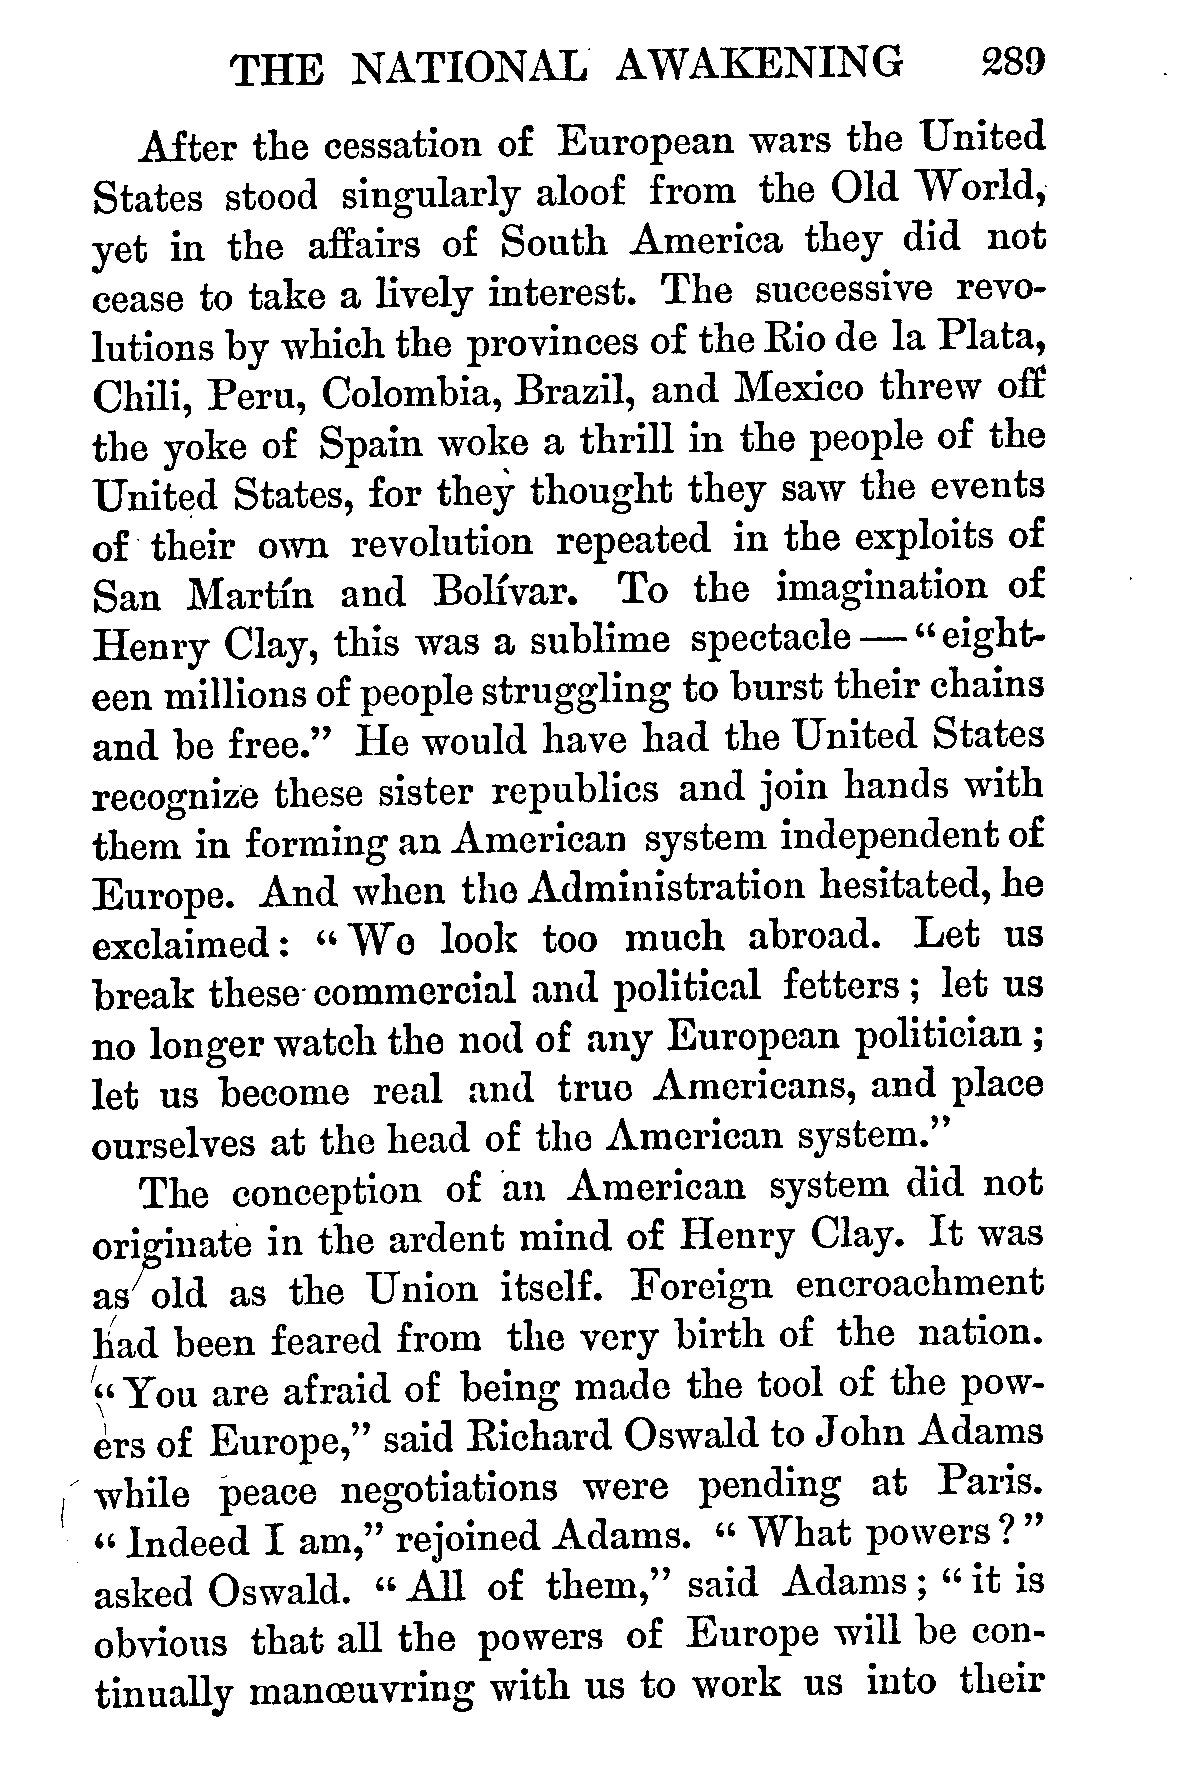 THE NATIONAL AWAKENING 289
After the cessation of European wars the United
States stood singularly aloof from the Old World,
yet in the affairs of South America they did not
cease to take a lively interest. The successive revo-
lutions by which the provinces of the Rio de la Plata,
Chili, Peru, Colombia, Brazil, and Mexico threw off
the yoke of Spain woke a thrill in the people of the
United States, for they thought they saw the events
of their own revolution repeated in the exploits of
San Martín and Bolívar. To the imagination of
Henry Clay, this was a sublime spectacle — "eight-
een millions of people struggling to burst their chains
and be free." He would have had the United States
recognize these sister republics and join hands with
them in forming an American system independent of
Europe. And when the Administration hesitated, he
exclaimed: "We look too much abroad. Let us
break these commercial and political fetters; let us
no longer watch the nod of any European politician;
let us become real and true Americans, and place
ourselves at the head of the American system."
The conception of an American system did not
originate in the ardent mind of Henry Clay. It was
as old as the Union itself. Foreign encroachment
had been feared from the very birth of the nation.
"You are afraid of being made the tool of the pow-
ers of Europe," said Richard Oswald to John Adams
while peace negotiations were pending at Paris.
"Indeed I am," rejoined Adams. "What powers?"
asked Oswald. "All of them," said Adams; "it is
obvious that all the powers of Europe will be con-
tinually manœuvring with us to work us into their